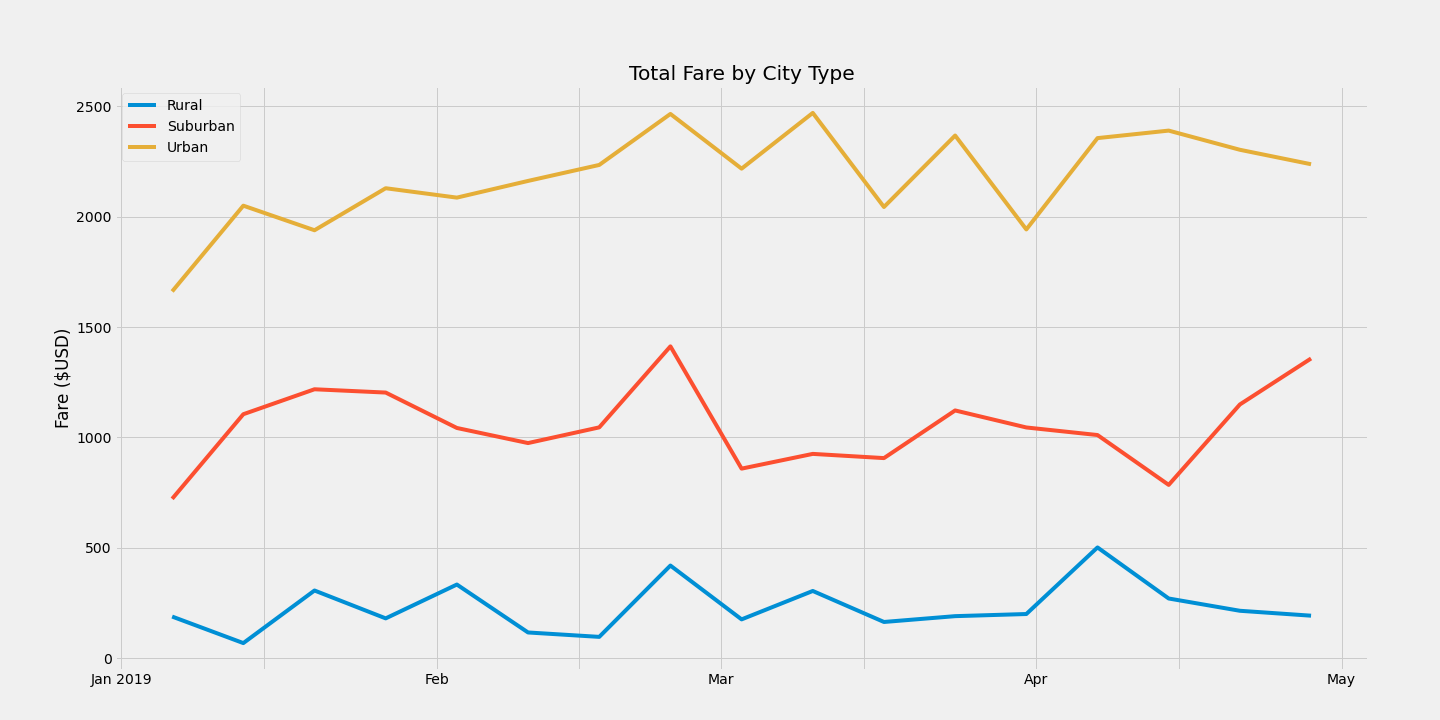 Total Fare by City Type
Rural
Suburban
Urban
Fare ($USD)
2500
2000
1500
1000
500
0
Jan 2019 Feb Mar Apr May